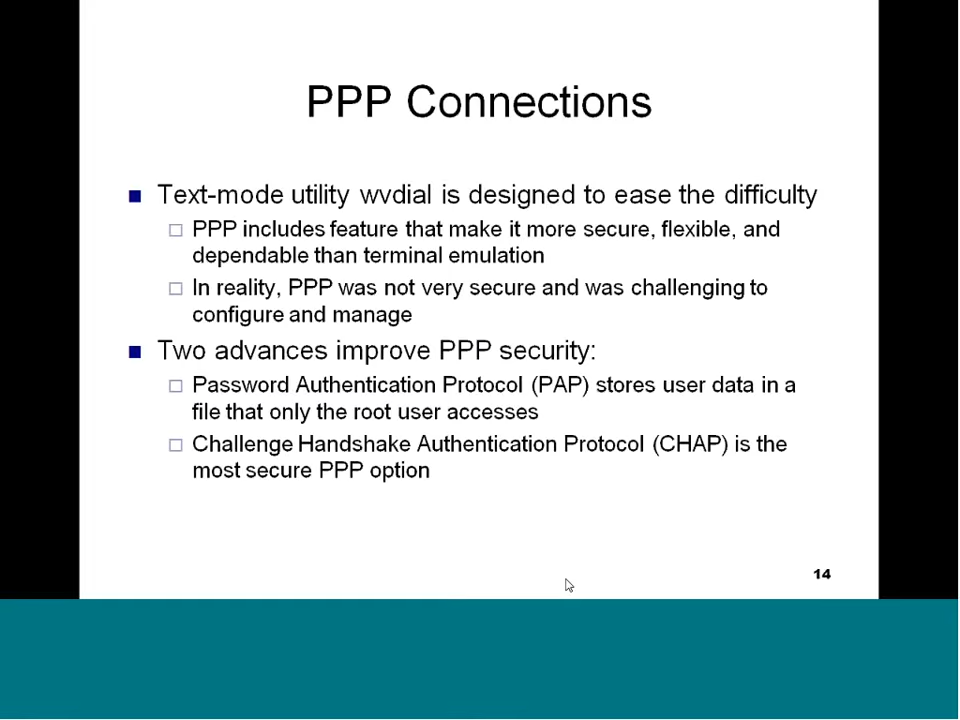 PPP Connections
Text-mode utility wvdial is designed to ease the difficulty
PPP includes feature that make it more secure, flexible, and
dependable than terminal emulation
In reality, PPP was not very secure and was challenging to
configure and manage
Two advances improve PPP security:
Password Authentication Protocol (PAP) stores user data in a
file that only the root user accesses
Challenge Handshake Authentication Protocol (CHAP) is the
most secure PPP option
14